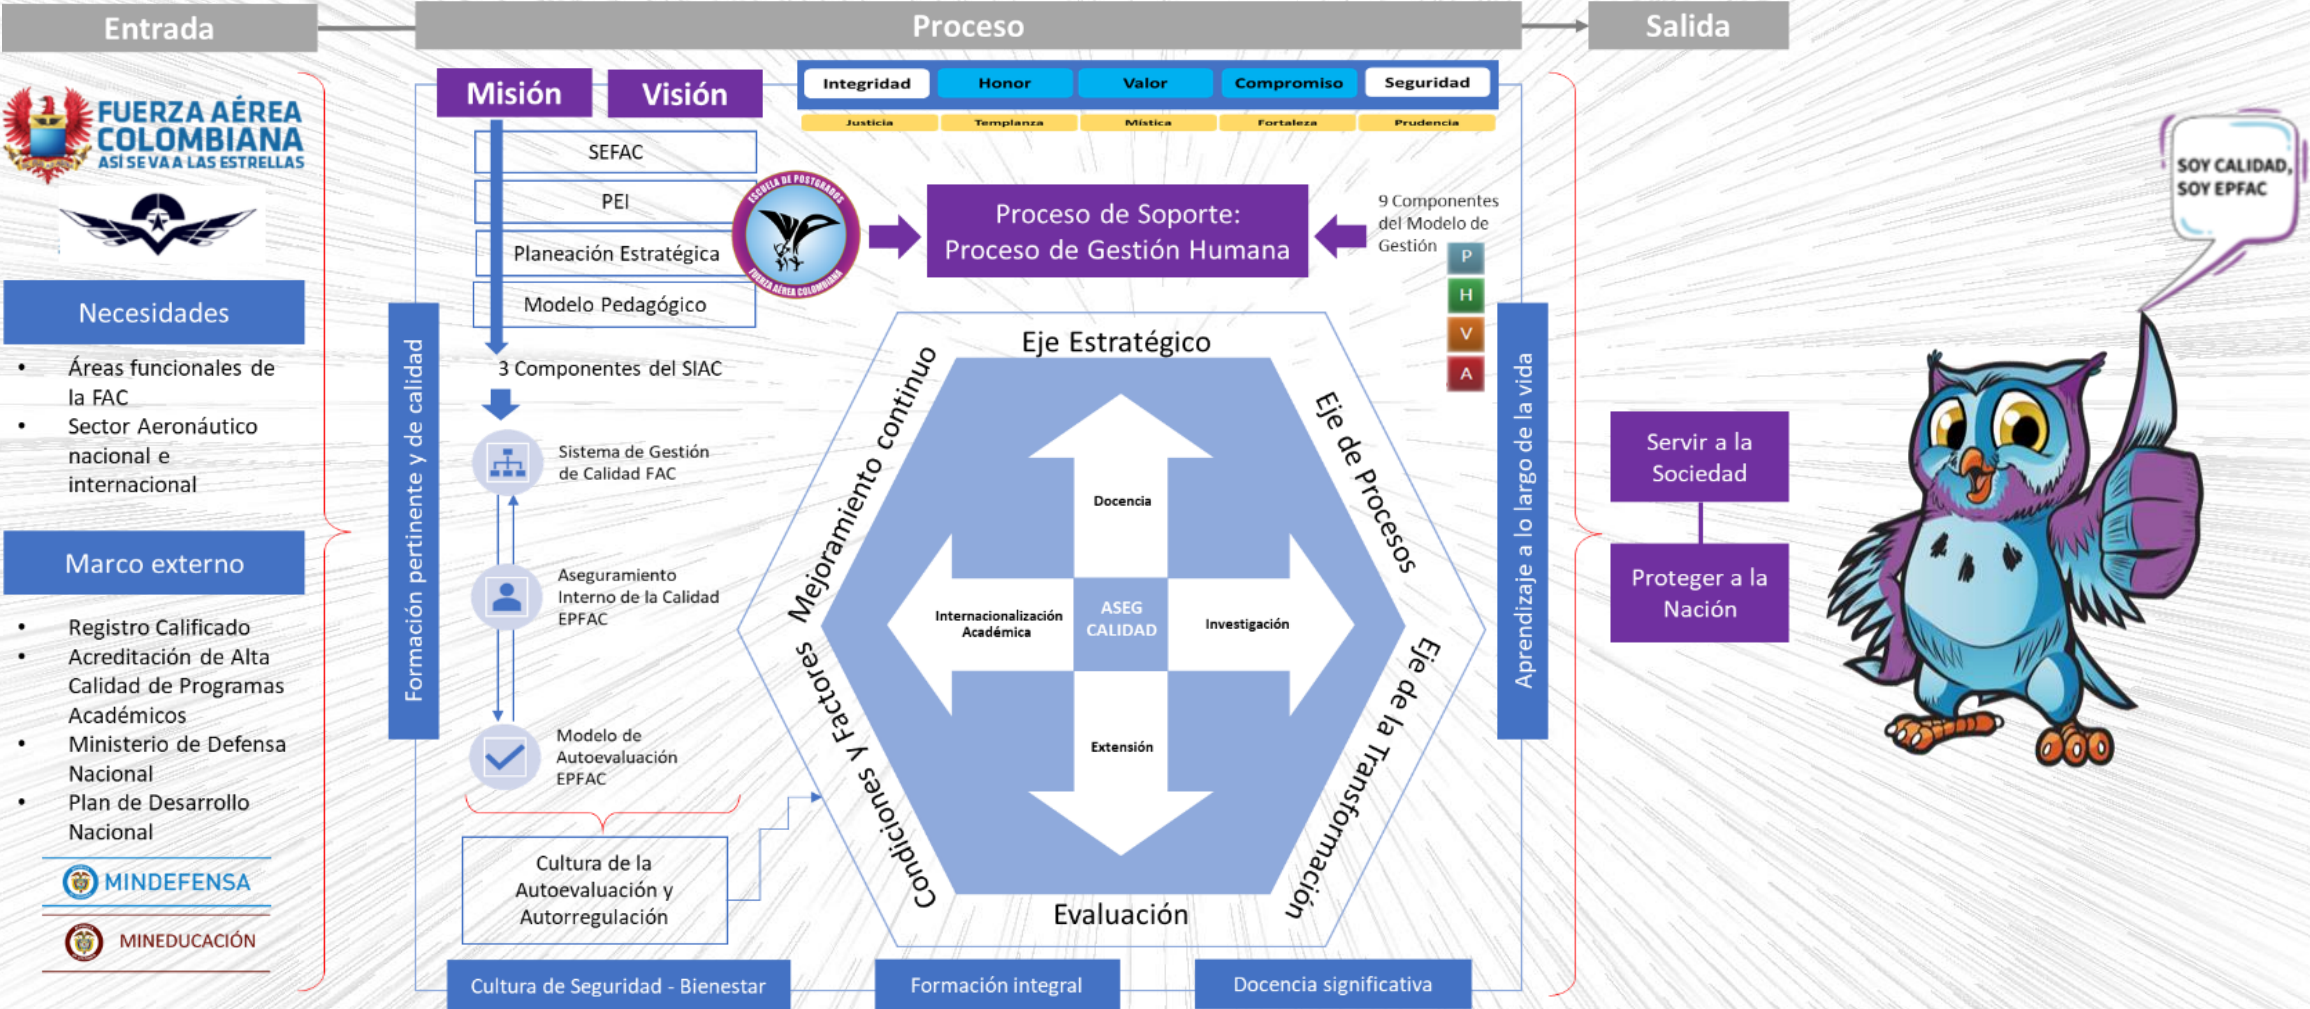 Entrada
Proceso
Salida
FUERZA AÉREA
COLOMBIANA
ASÍ SE VA A LAS ESTRELLAS
Necesidades
• Áreas funcionales de
la FAC
• Sector Aeronáutico
nacional e
internacional
Marco externo
• Registro Calificado
• Acreditación de Alta
Calidad de Programas
Académicos
• Ministerio de Defensa
Nacional
• Plan de Desarrollo
Nacional
MINDEFENSA
MINEDUCACIÓN
Formación pertinente y de calidad
Misión
Visión
Integridad
Honor
Valor
Compromiso
Seguridad
Justicia
Templanza
Mística
Fortaleza
Prudencia
SEFAC
PEI
Planeación Estratégica
Modelo Pedagógico
ESCUELA DE POSTGRADOS
FUERZA AÉREA COLOMBIANA
Proceso de Soporte:
Proceso de Gestión Humana
9 Componentes
del Modelo de
Gestión
P
H
V
A
3 Componentes del SIAC
Sistema de Gestión
de Calidad FAC
Aseguramiento
Interno de la Calidad
EPFAC
Modelo de
Autoevaluación
EPFAC
Cultura de la
Autoevaluación y
Autorregulación
Eje Estratégico
Eje de Procesos
Eje de la Transformación
Evaluación
Condiciones y Factores
Mejoramiento continuo
Docencia
Internacionalización
Académica
ASEG
CALIDAD
Investigación
Extensión
Aprendizaje a lo largo de la vida
Cultura de Seguridad - Bienestar
Formación integral
Docencia significativa
Servir a la
Sociedad
Proteger a la
Nación
SOY CALIDAD,
SOY EPFAC